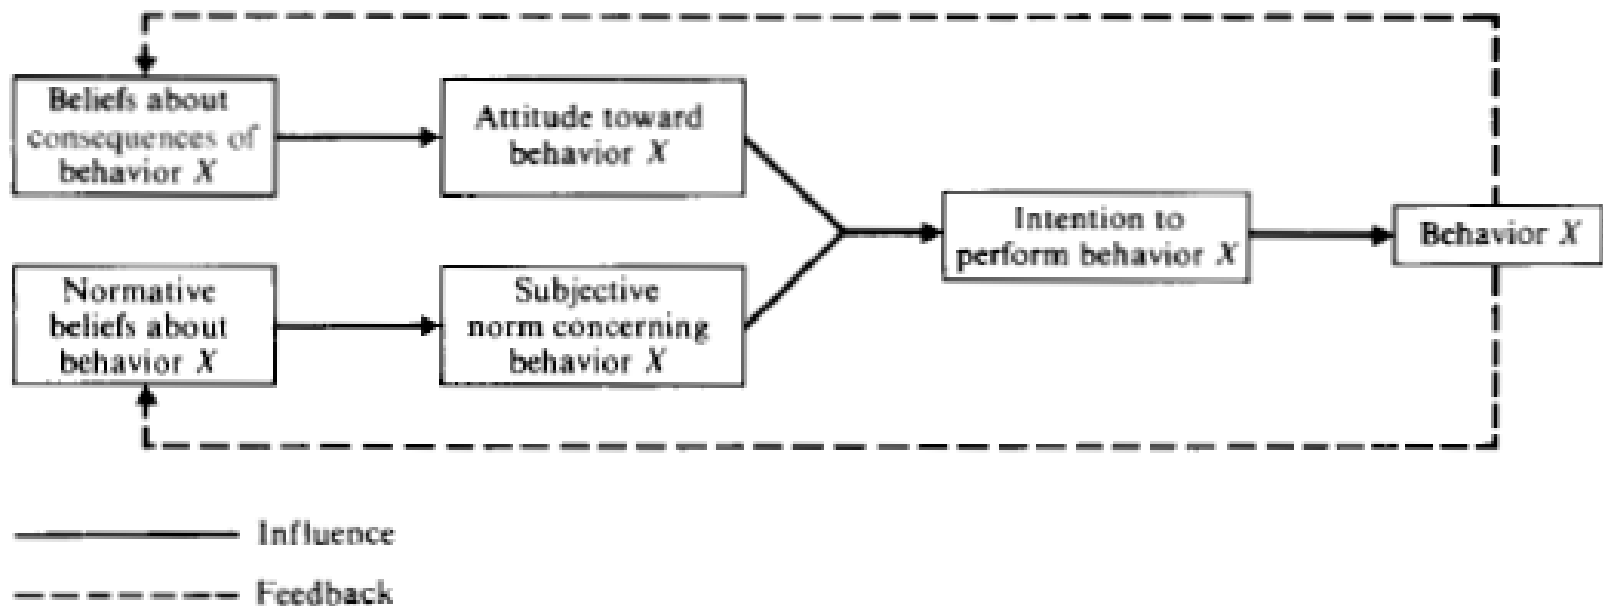 Beliefs about
consequences of
behavior X
Attitude toward
behavior X
Normative
beliefs about
behavior X
Subjective
norm concerning
behavior X
Intention to
perform behavior X
Behavior X
Influence
Feedback